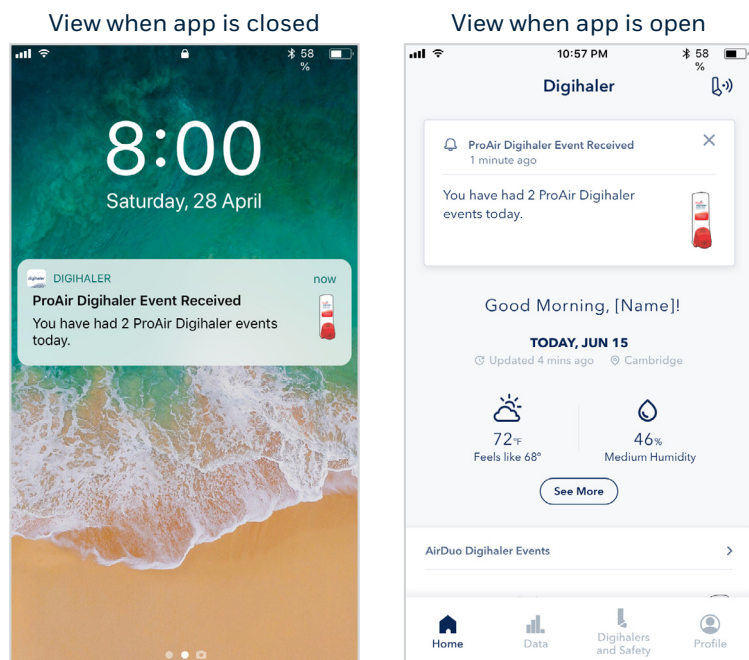 View when app is closed
58
%
8:00
Saturday, 28 April
DIGIHALER
now
ProAir Digihaler Event Received
You have had 2 ProAir Digihaler events
today.
View when app is open
10:57 PM
58
%
Digihaler
ProAir Digihaler Event Received
1 minute ago
You have had 2 ProAir Digihaler
events today.
Good Morning, [Name]!
TODAY, JUN 15
Updated 4 mins ago
Cambridge
72°F
Feels like 68°
46%
Medium Humidity
See More
AirDuo Digihaler Events
Home
Data
Digihalers
and Safety
Profile